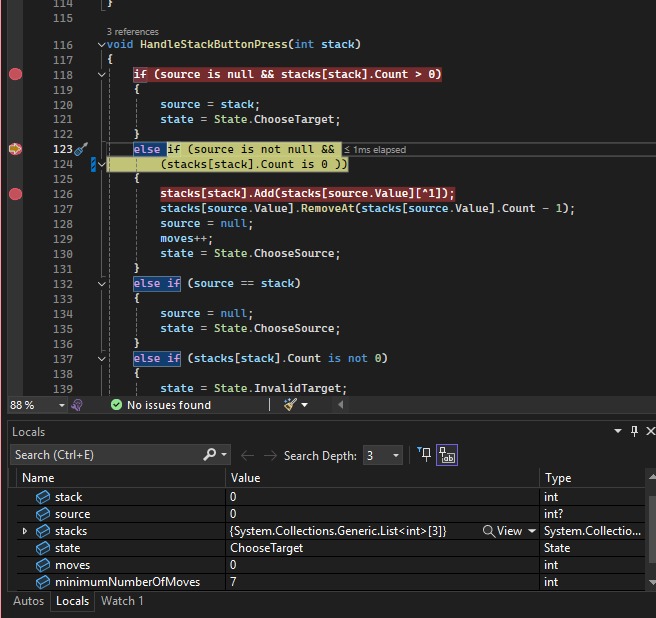 114 }
115
3 references
116 void HandleStackButtonPress(int stack)
117 {
118 if (source is null && stacks[stack].Count > 0)
119 {
120 source = stack;
121 state = State.ChooseTarget;
122 }
123 else if (source is not null && ≤ 1ms elapsed
124 (stacks[stack].Count is 0 ))
125 {
126 stacks[stack].Add(stacks[source.Value][^1]);
127 stacks[source.Value].RemoveAt(stacks[source.Value].Count - 1);
128 source = null;
129 moves++;
130 state = State.ChooseSource;
131 }
132 else if (source == stack)
133 {
134 source = null;
135 state = State.ChooseSource;
136 }
137 else if (stacks[stack].Count is not 0)
138 {
139 state = State.InvalidTarget;
88 % No issues found
Locals
Search (Ctrl+E) Search Depth: 3
Name Value Type
stack 0 int
source 0 int?
stacks {System.Collections.Generic.List<int>[3]} View System.Collectio...
state ChooseTarget State
moves 0 int
minimumNumberOfMoves 7 int
Autos Locals Watch 1